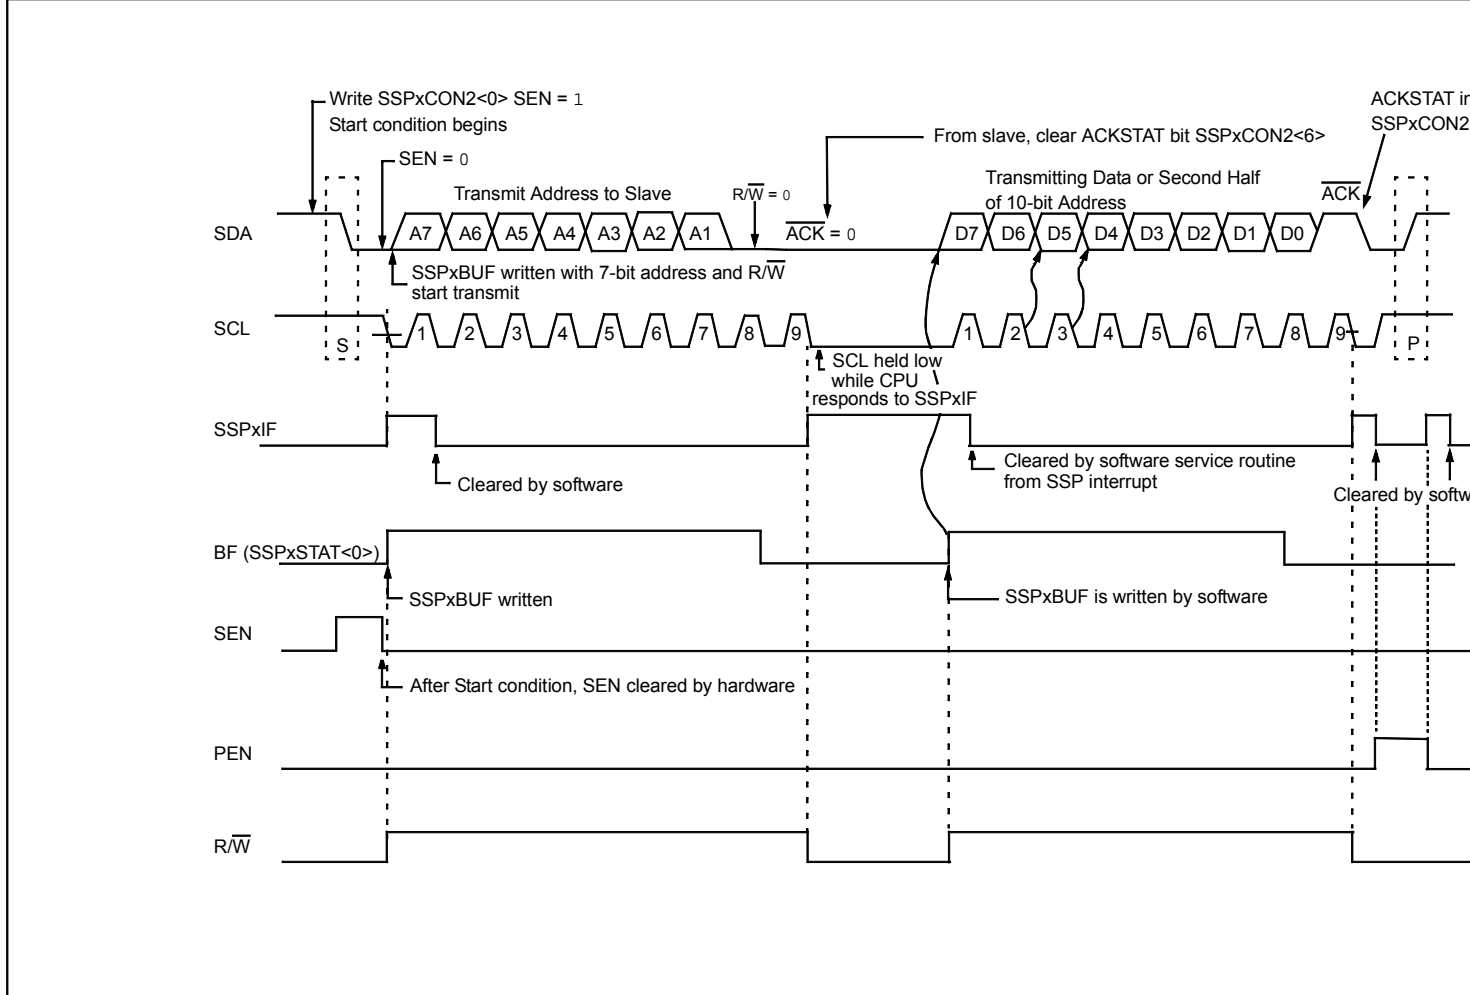 Write SSPxCON2<0> SEN = 1
Start condition begins
ACKSTAT in
SSPxCON2
From slave, clear ACKSTAT bit SSPxCON2<6>
SEN = 0
Transmit Address to Slave
R/W = 0
Transmitting Data or Second Half
of 10-bit Address
ACK
SDA
A7 A6 A5 A4 A3 A2 A1
ACK = 0
D7 D6 D5 D4 D3 D2 D1 D0
SSPxBUF written with 7-bit address and R/W
start transmit
SCL
S
1 2 3 4 5 6 7 8 9
1 2 3 4 5 6 7 8 9
P
SCL held low
while CPU
responds to SSPxIF
SSPxIF
Cleared by software
Cleared by software service routine
from SSP interrupt
Cleared by softw
BF (SSPxSTAT<0>)
SSPxBUF written
SSPxBUF is written by software
SEN
After Start condition, SEN cleared by hardware
PEN
R/W